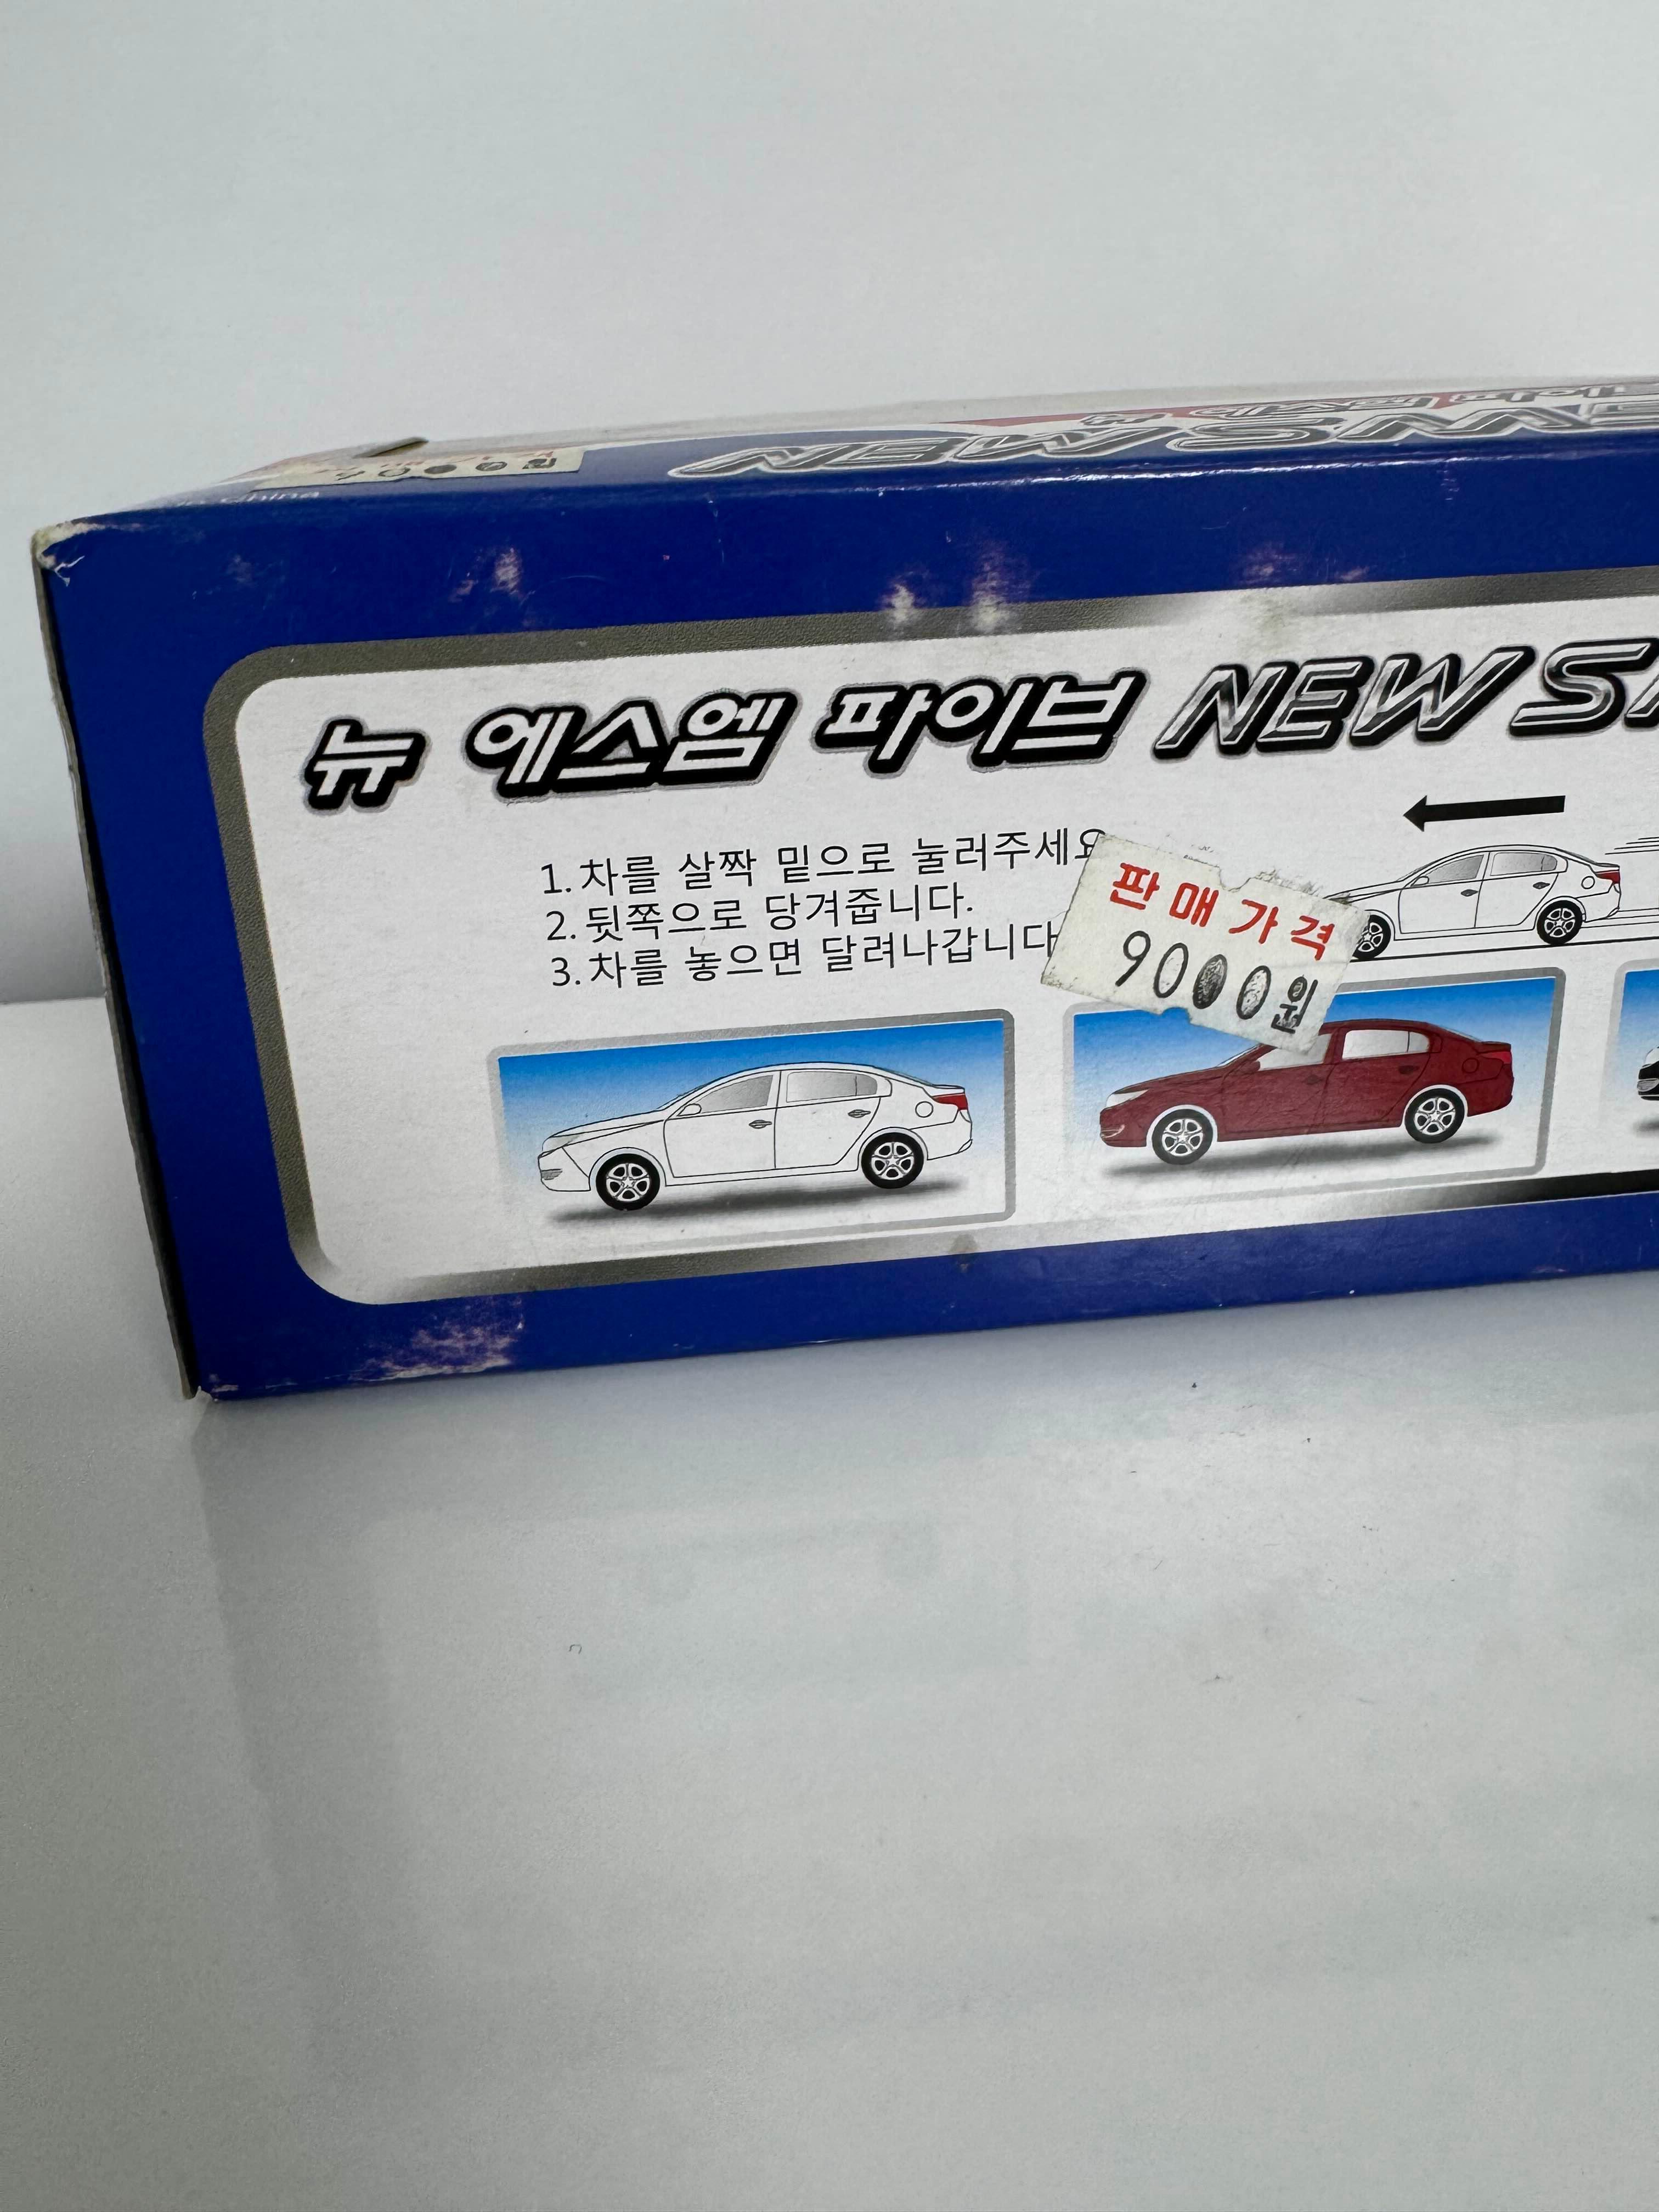 뉴 에스엠 파이브 NEW S
1. 차를 살짝 밑으로 눌러주세요
2. 뒷쪽으로 당겨줍니다.
3. 차를 놓으면 달려나갑니다
판매가격
9000원